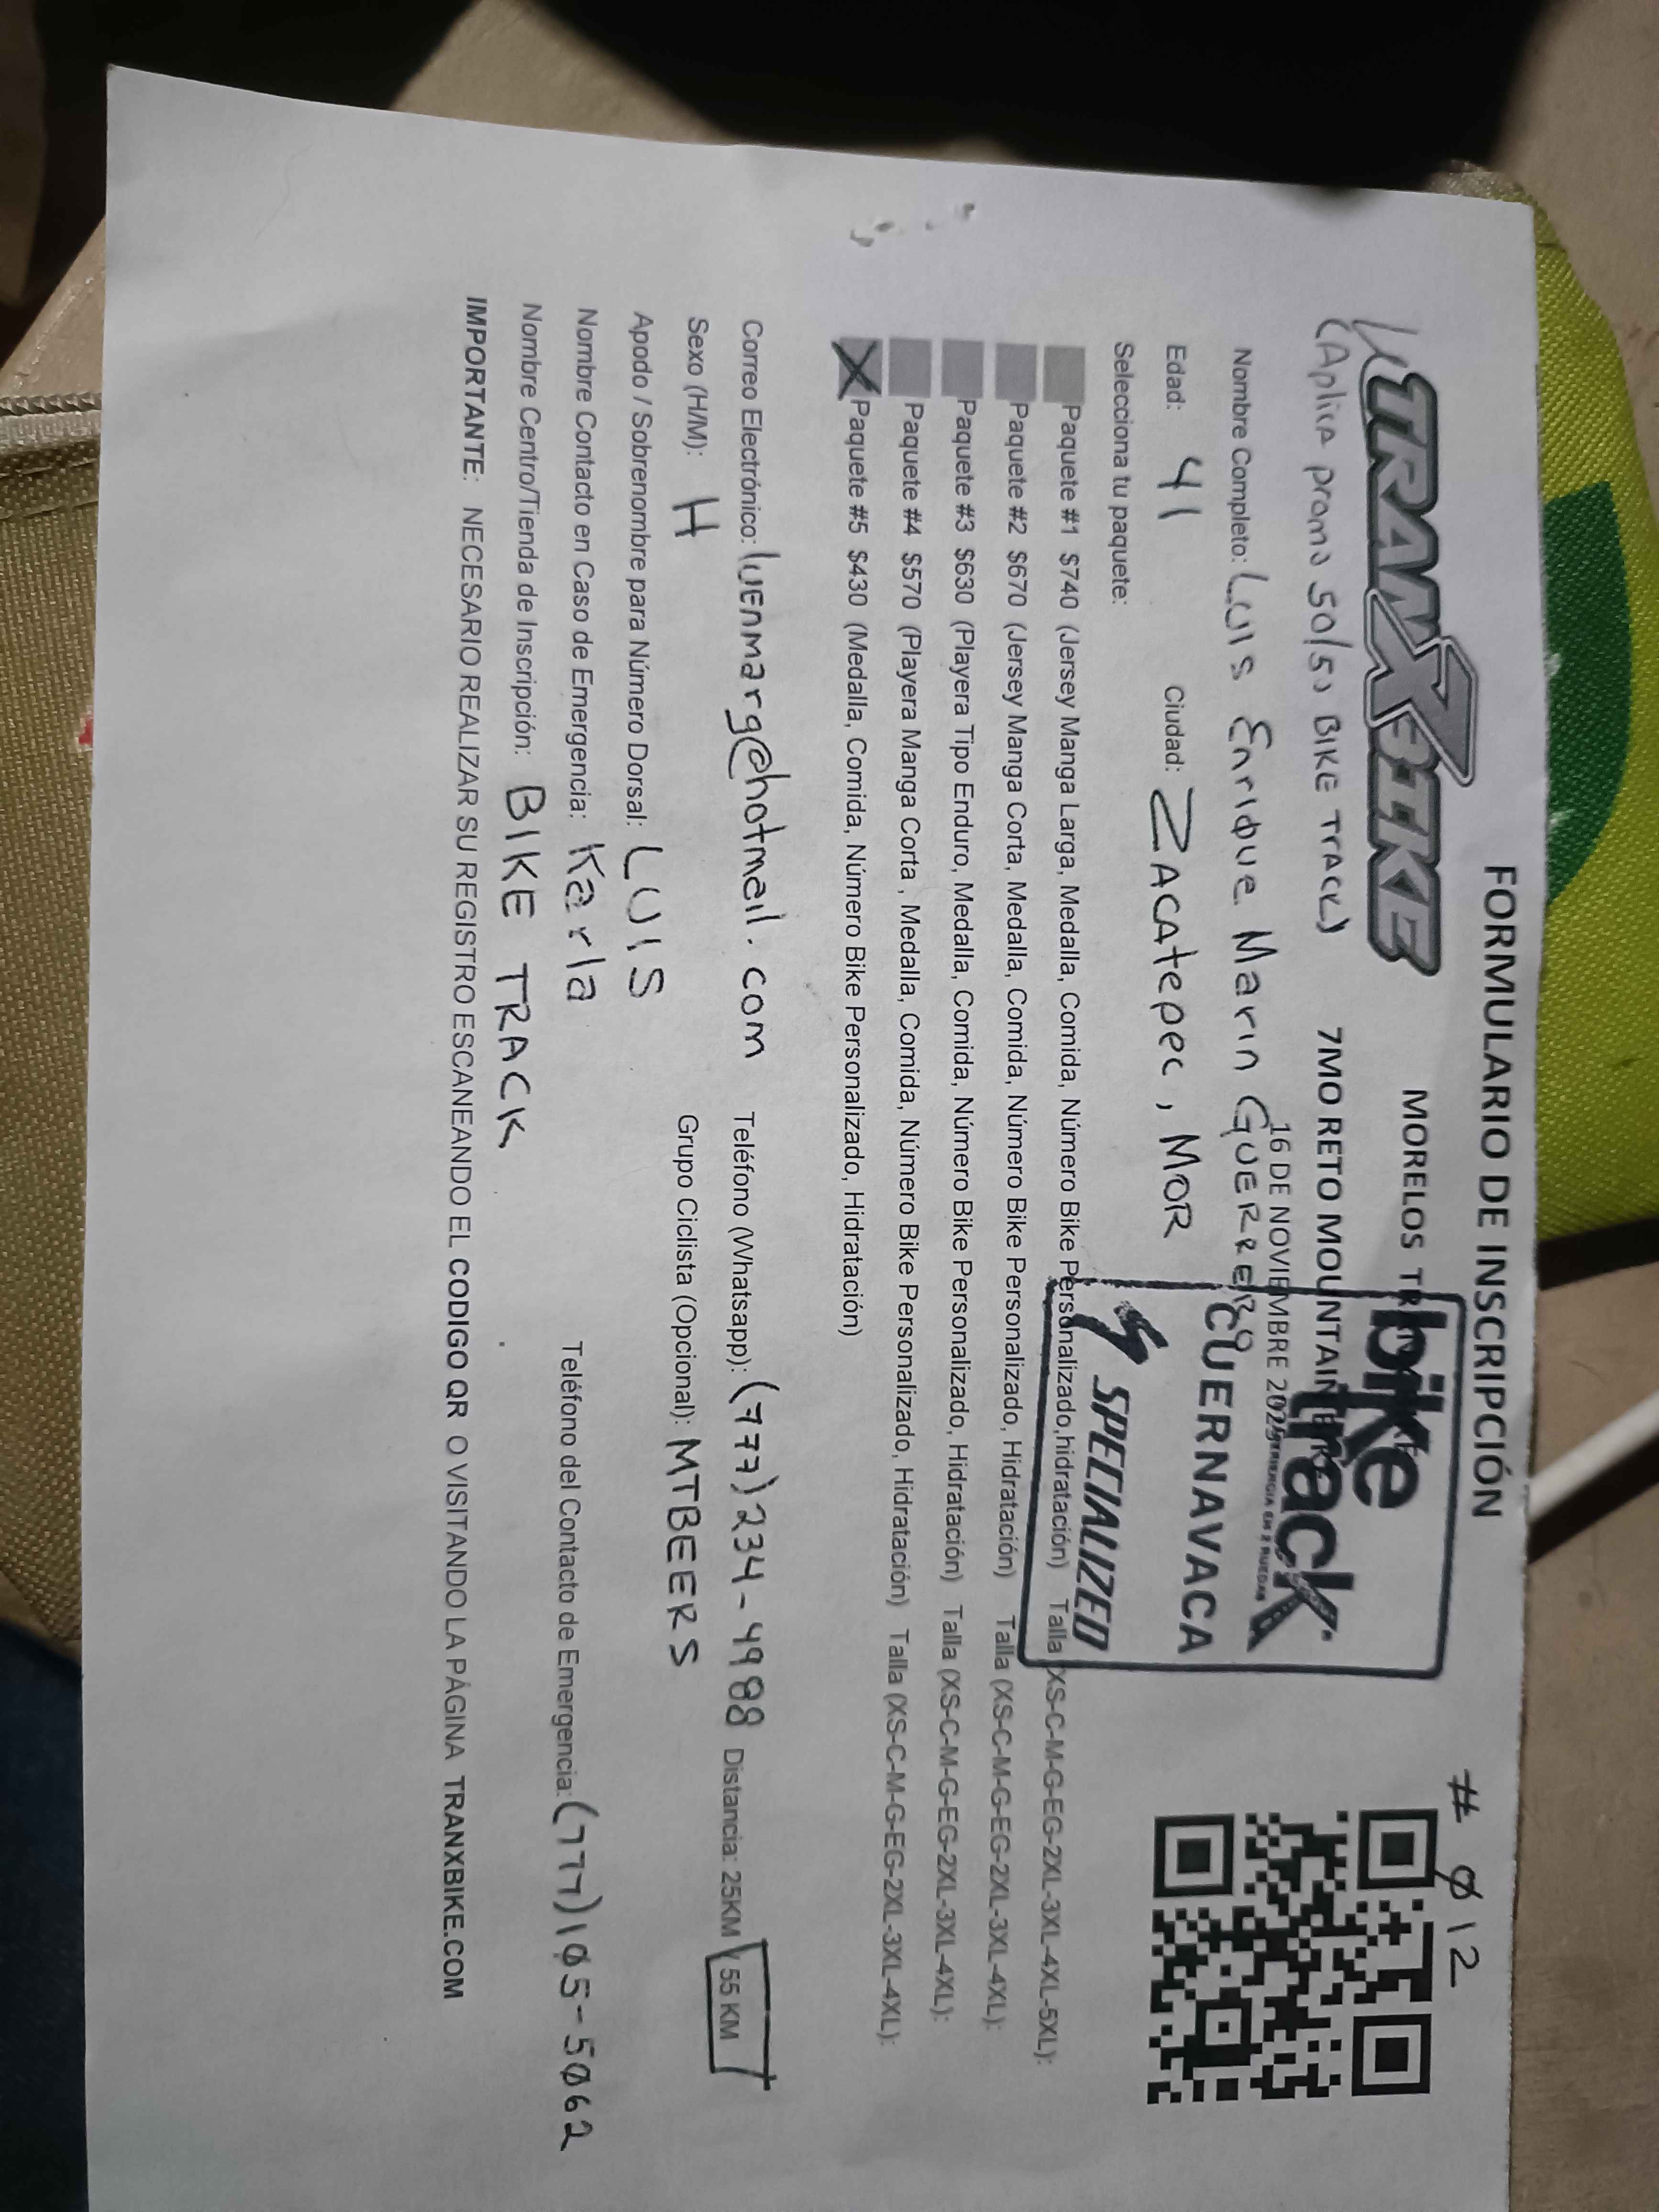 FORMULARIO DE INSCRIPCIÓN
# 012
TRANXBIKE
MORELOS
bike
track
(Aplica promo 50/50 BIKE TRACK)
7MO RETO MOUNTAIN
16 DE NOVIEMBRE 2025
CUERNAVACA
SPECIALIZED
Nombre Completo: Luis Enrique Marin GUERRERO
Edad: 41 Ciudad: ZACAtepec, MOR
Selecciona tu paquete:
Paquete #1 $740 (Jersey Manga Larga, Medalla, Comida, Número Bike Personalizado,hidratación) Talla (XS-C-M-G-EG-2XL-3XL-4XL-5XL):
Paquete #2 $670 (Jersey Manga Corta, Medalla, Comida, Número Bike Personalizado, Hidratación) Talla (XS-C-M-G-EG-2XL-3XL-4XL):
Paquete #3 $630 (Playera Tipo Enduro, Medalla, Comida, Número Bike Personalizado, Hidratación) Talla (XS-C-M-G-EG-2XL-3XL-4XL):
Paquete #4 $570 (Playera Manga Corta , Medalla, Comida, Número Bike Personalizado, Hidratación) Talla (XS-C-M-G-EG-2XL-3XL-4XL):
X Paquete #5 $430 (Medalla, Comida, Número Bike Personalizado, Hidratación)
Correo Electrónico: luenmarg@hotmail.com Teléfono (Whatsapp): (777)234-4988 Distancia: 25KM / 55 KM
Sexo (H/M): H Grupo Ciclista (Opcional): MTBEERS
Apodo / Sobrenombre para Número Dorsal: LUIS
Nombre Contacto en Caso de Emergencia: Karla Teléfono del Contacto de Emergencia: (777)105-5062
Nombre Centro/Tienda de Inscripción: BIKE TRACK
IMPORTANTE: NECESARIO REALIZAR SU REGISTRO ESCANEANDO EL CODIGO QR O VISITANDO LA PÁGINA TRANXBIKE.COM